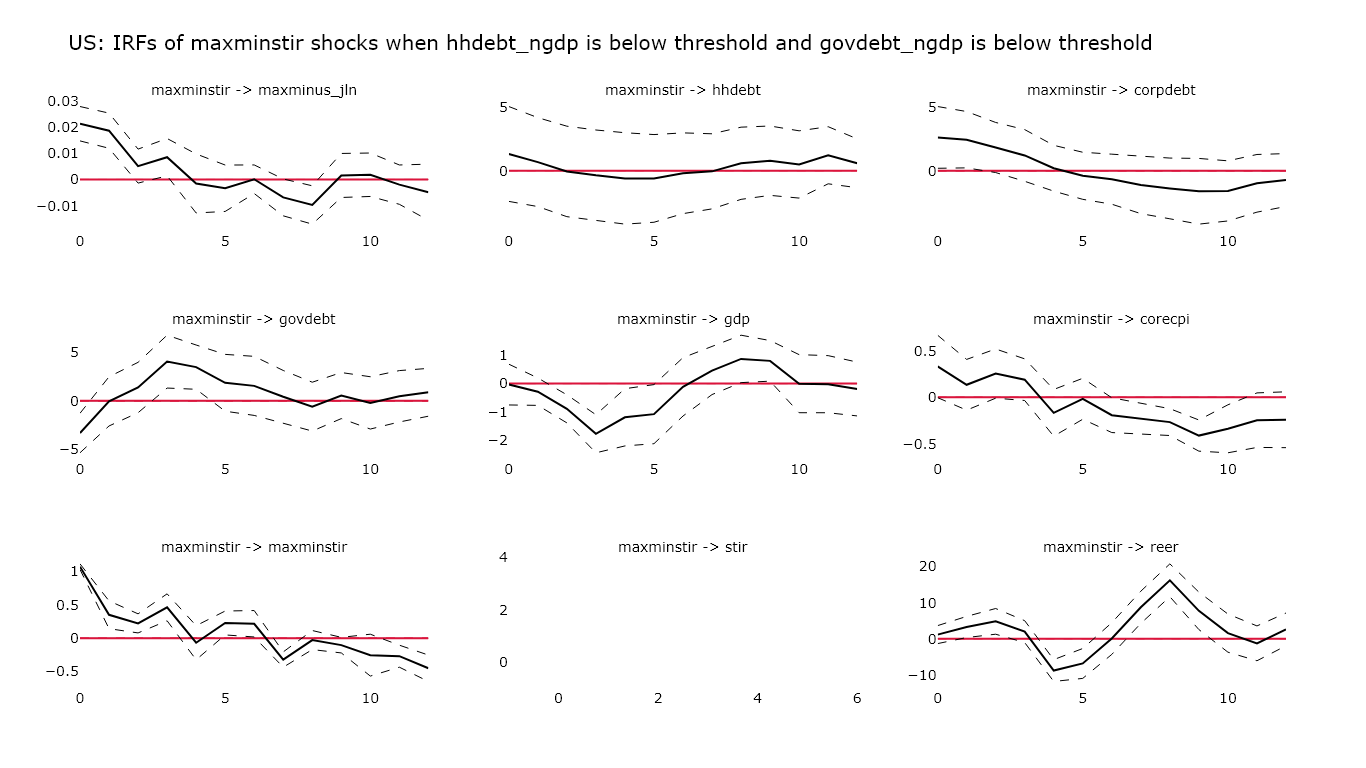 US: IRFs of maxminstir shocks when hhdebt_ngdp is below threshold and govdebt_ngdp is below threshold
maxminstir -> maxminus_jln
0.03
0.02
0.01
0
−0.01
0 5 10
maxminstir -> hhdebt
5
0
0 5 10
maxminstir -> corpdebt
5
0
0 5 10
maxminstir -> govdebt
5
0
−5
0 5 10
maxminstir -> gdp
1
0
−1
−2
0 5 10
maxminstir -> corecpi
0.5
0
−0.5
0 5 10
maxminstir -> maxminstir
1
0.5
0
−0.5
0 5 10
maxminstir -> stir
4
2
0
0 2 4 6
maxminstir -> reer
20
10
0
−10
0 5 10